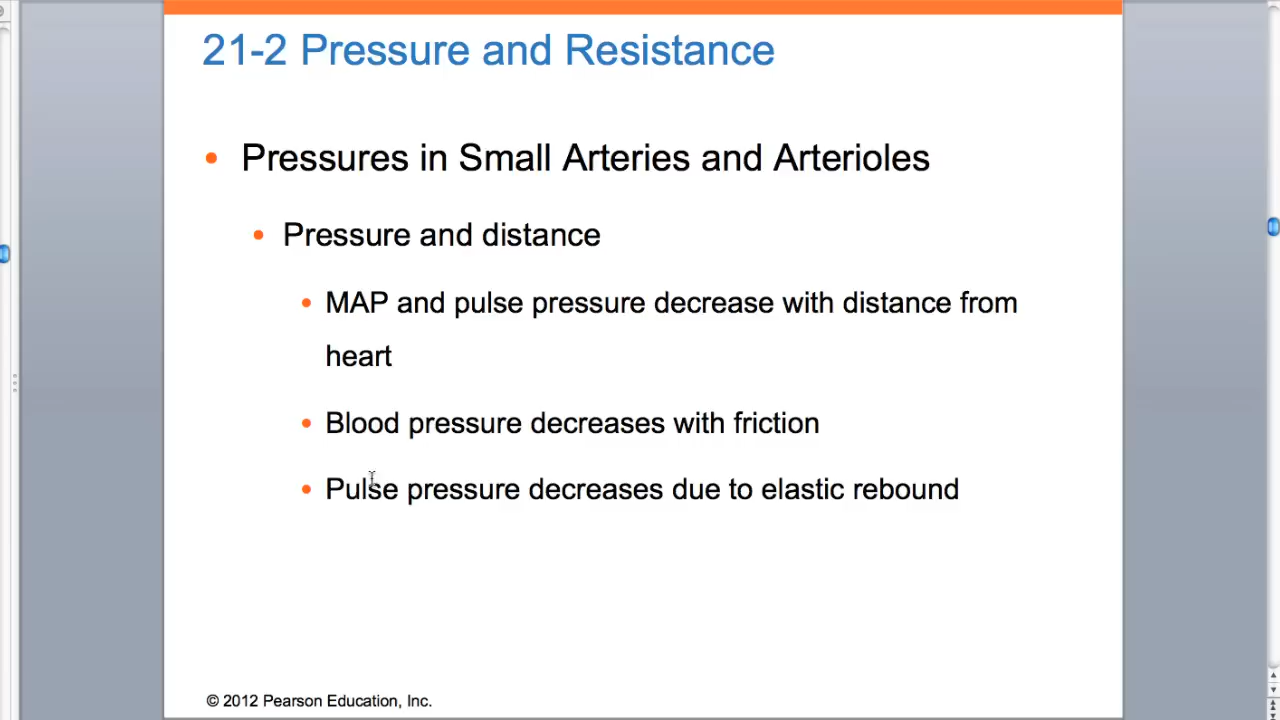 21-2 Pressure and Resistance
• Pressures in Small Arteries and Arterioles
• Pressure and distance
• MAP and pulse pressure decrease with distance from
heart
• Blood pressure decreases with friction
• Pulse pressure decreases due to elastic rebound
© 2012 Pearson Education, Inc.